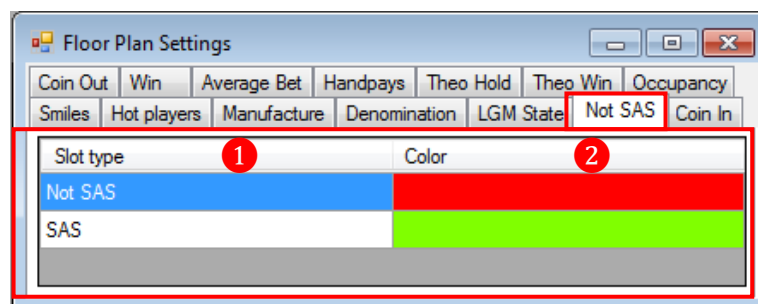 Floor Plan Settings
Coin Out Win Average Bet Handpays Theo Hold Theo Win Occupancy
Smiles Hot players Manufacture Denomination LGM State Not SAS Coin In
Slot type 1 Color 2
Not SAS
SAS